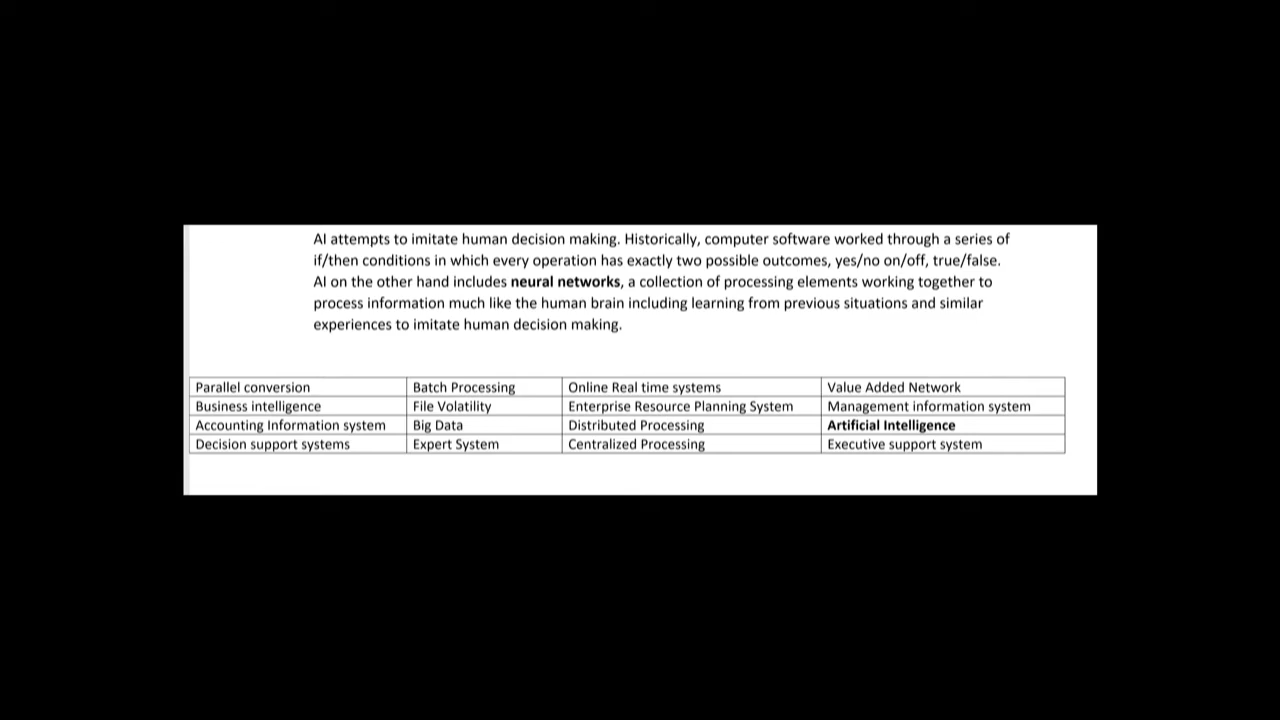 AI attempts to imitate human decision making. Historically, computer software worked through a series of
if/then conditions in which every operation has exactly two possible outcomes, yes/no on/off, true/false.
AI on the other hand includes neural networks, a collection of processing elements working together to
process information much like the human brain including learning from previous situations and similar
experiences to imitate human decision making.
Parallel conversion Batch Processing Online Real time systems Value Added Network
Business intelligence File Volatility Enterprise Resource Planning System Management information system
Accounting Information system Big Data Distributed Processing Artificial Intelligence
Decision support systems Expert System Centralized Processing Executive support system